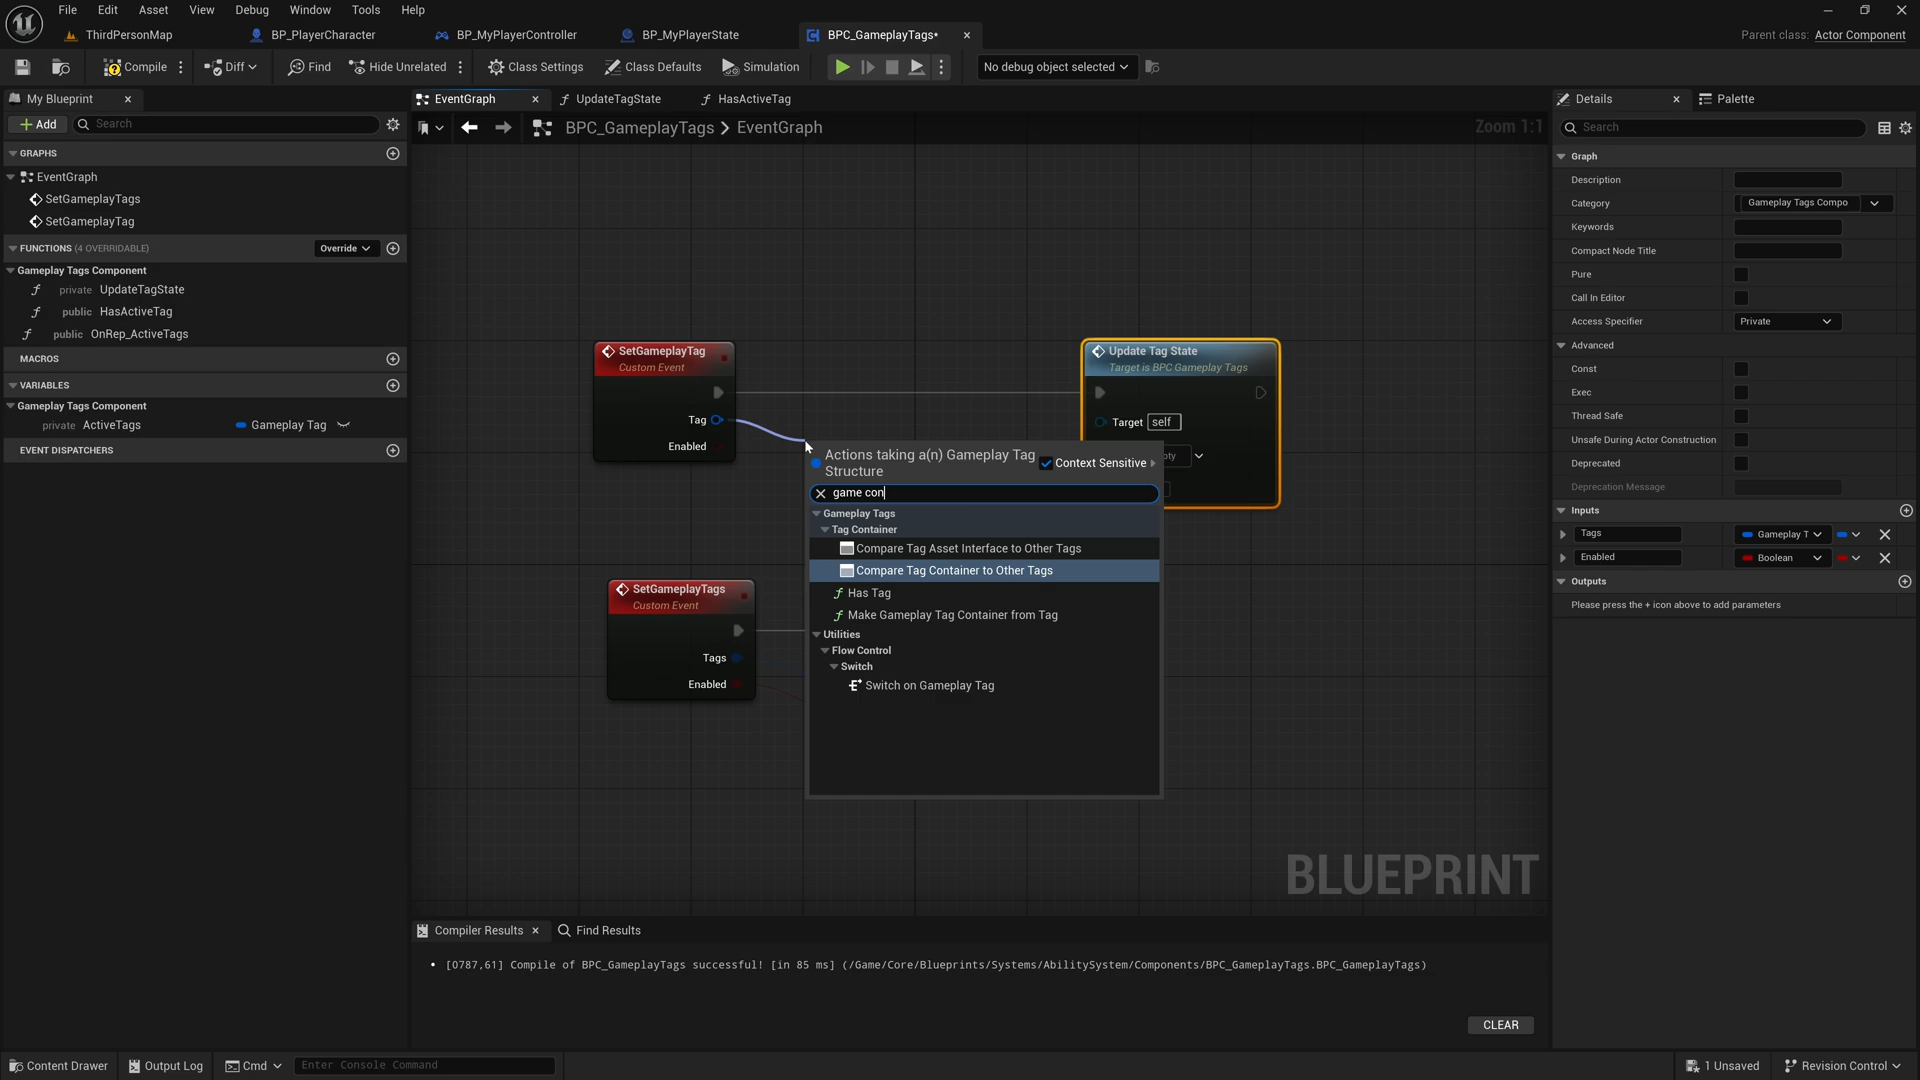 File Edit Asset View Debug Window Tools Help
ThirdPersonMap BP_PlayerCharacter BP_MyPlayerController BP_MyPlayerState BPC_GameplayTags* Parent class: Actor Component
Compile Diff Find Hide Unrelated Class Settings Class Defaults Simulation No debug object selected
My Blueprint
Add Search
GRAPHS
EventGraph
SetGameplayTags
SetGameplayTag
FUNCTIONS (4 OVERRIDABLE) Override
Gameplay Tags Component
private UpdateTagState
public HasActiveTag
public OnRep_ActiveTags
MACROS
VARIABLES
Gameplay Tags Component
private ActiveTags Gameplay Tag
EVENT DISPATCHERS
EventGraph UpdateTagState HasActiveTag
BPC_GameplayTags > EventGraph Zoom 1:1
SetGameplayTag
Custom Event
Tag
Enabled
Update Tag State
Target is BPC Gameplay Tags
Target self
pty
SetGameplayTags
Custom Event
Tags
Enabled
Actions taking a(n) Gameplay Tag
Structure
Context Sensitive
game con
Gameplay Tags
Tag Container
Compare Tag Asset Interface to Other Tags
Compare Tag Container to Other Tags
Has Tag
Make Gameplay Tag Container from Tag
Utilities
Flow Control
Switch
Switch on Gameplay Tag
BLUEPRINT
Compiler Results Find Results
• [0787,61] Compile of BPC_GameplayTags successful! [in 85 ms] (/Game/Core/Blueprints/Systems/AbilitySystem/Components/BPC_GameplayTags.BPC_GameplayTags)
CLEAR
Details Palette
Search
Graph
Description
Category Gameplay Tags Compo
Keywords
Compact Node Title
Pure
Call In Editor
Access Specifier Private
Advanced
Const
Exec
Thread Safe
Unsafe During Actor Construction
Deprecated
Deprecation Message
Inputs
Tags Gameplay T
Enabled Boolean
Outputs
Please press the + icon above to add parameters
Content Drawer Output Log Cmd Enter Console Command 1 Unsaved Revision Control